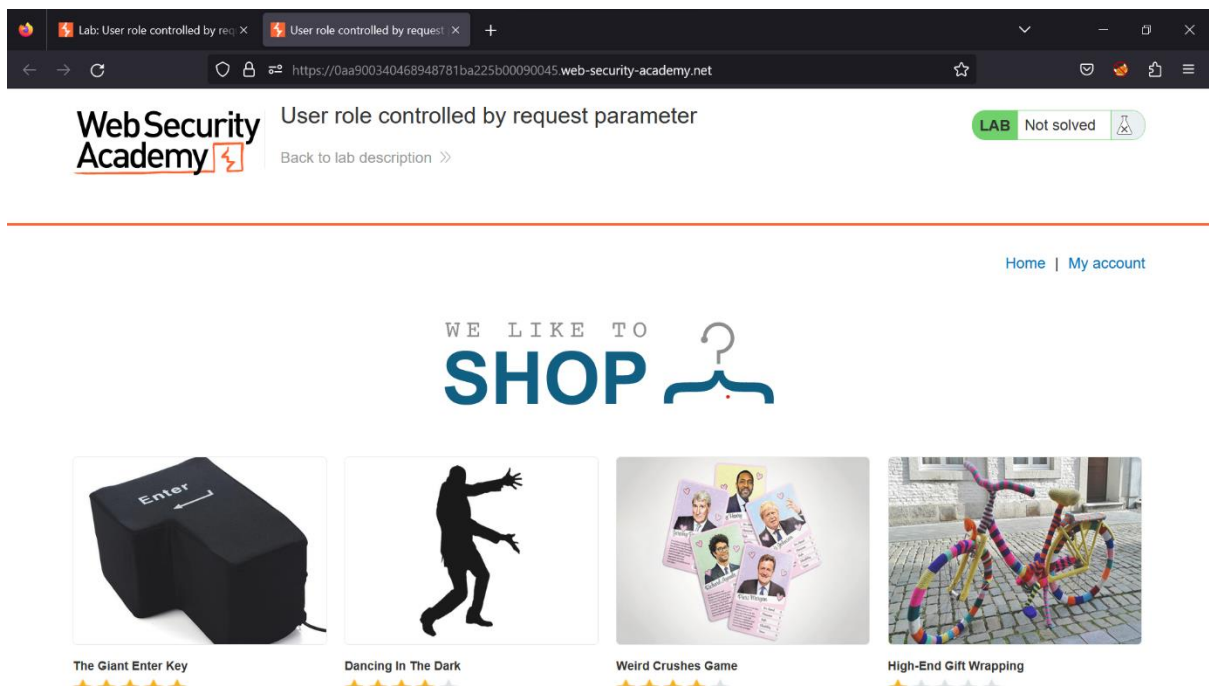 Lab: User role controlled by req
User role controlled by request
https://0aa900340468948781ba225b00090045.web-security-academy.net
Web Security
Academy
User role controlled by request parameter
Back to lab description
LAB Not solved
Home | My account
WE LIKE TO
SHOP
Enter
The Giant Enter Key
Dancing In The Dark
Weird Crushes Game
High-End Gift Wrapping